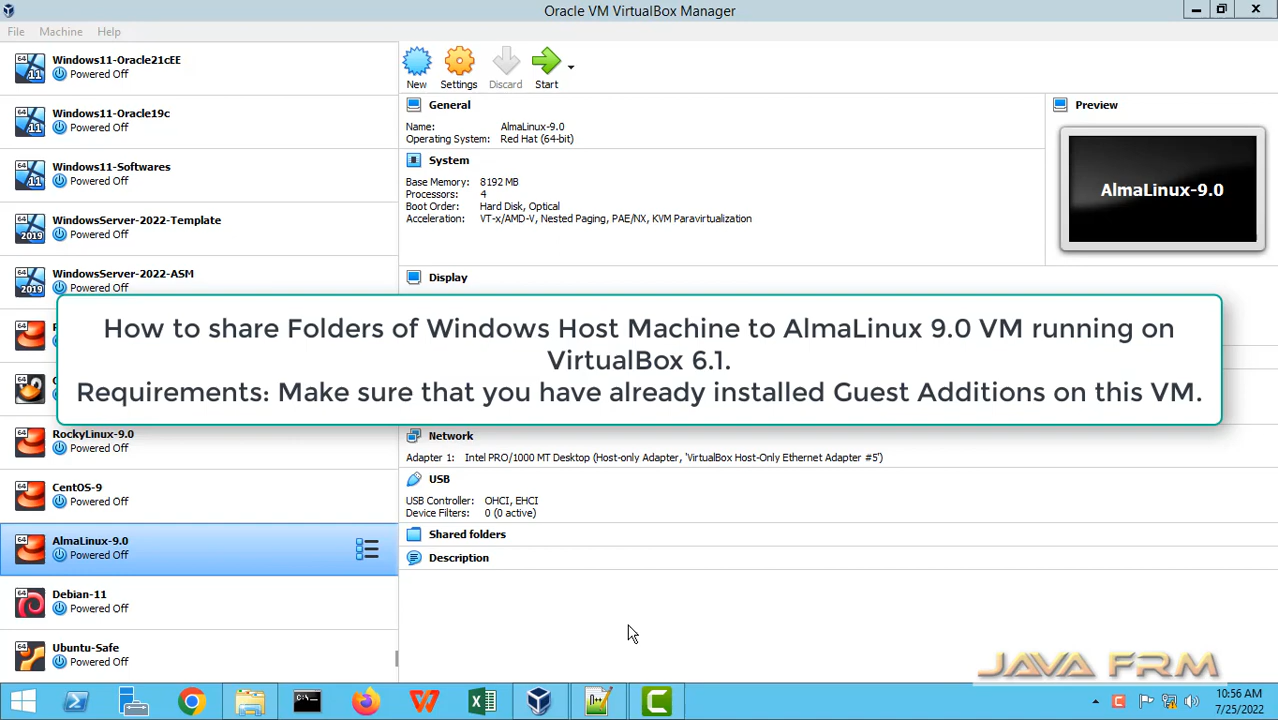 Oracle VM VirtualBox Manager
File Machine Help
Windows11-Oracle21cEE
Powered Off
Windows11-Oracle19c
Powered Off
Windows11-Softwares
Powered Off
WindowsServer-2022-Template
Powered Off
WindowsServer-2022-ASM
Powered Off
RockyLinux-9.0
Powered Off
CentOS-9
Powered Off
AlmaLinux-9.0
Powered Off
Debian-11
Powered Off
Ubuntu-Safe
Powered Off
New Settings Discard Start
General
Name: AlmaLinux-9.0
Operating System: Red Hat (64-bit)
System
Base Memory: 8192 MB
Processors: 4
Boot Order: Hard Disk, Optical
Acceleration: VT-x/AMD-V, Nested Paging, PAE/NX, KVM Paravirtualization
Preview
AlmaLinux-9.0
Display
How to share Folders of Windows Host Machine to AlmaLinux 9.0 VM running on
VirtualBox 6.1.
Requirements: Make sure that you have already installed Guest Additions on this VM.
Network
Adapter 1: Intel PRO/1000 MT Desktop (Host-only Adapter, 'VirtualBox Host-Only Ethernet Adapter #5')
USB
USB Controller: OHCI, EHCI
Device Filters: 0 (0 active)
Shared folders
Description
JAVA FRM
10:56 AM
7/25/2022